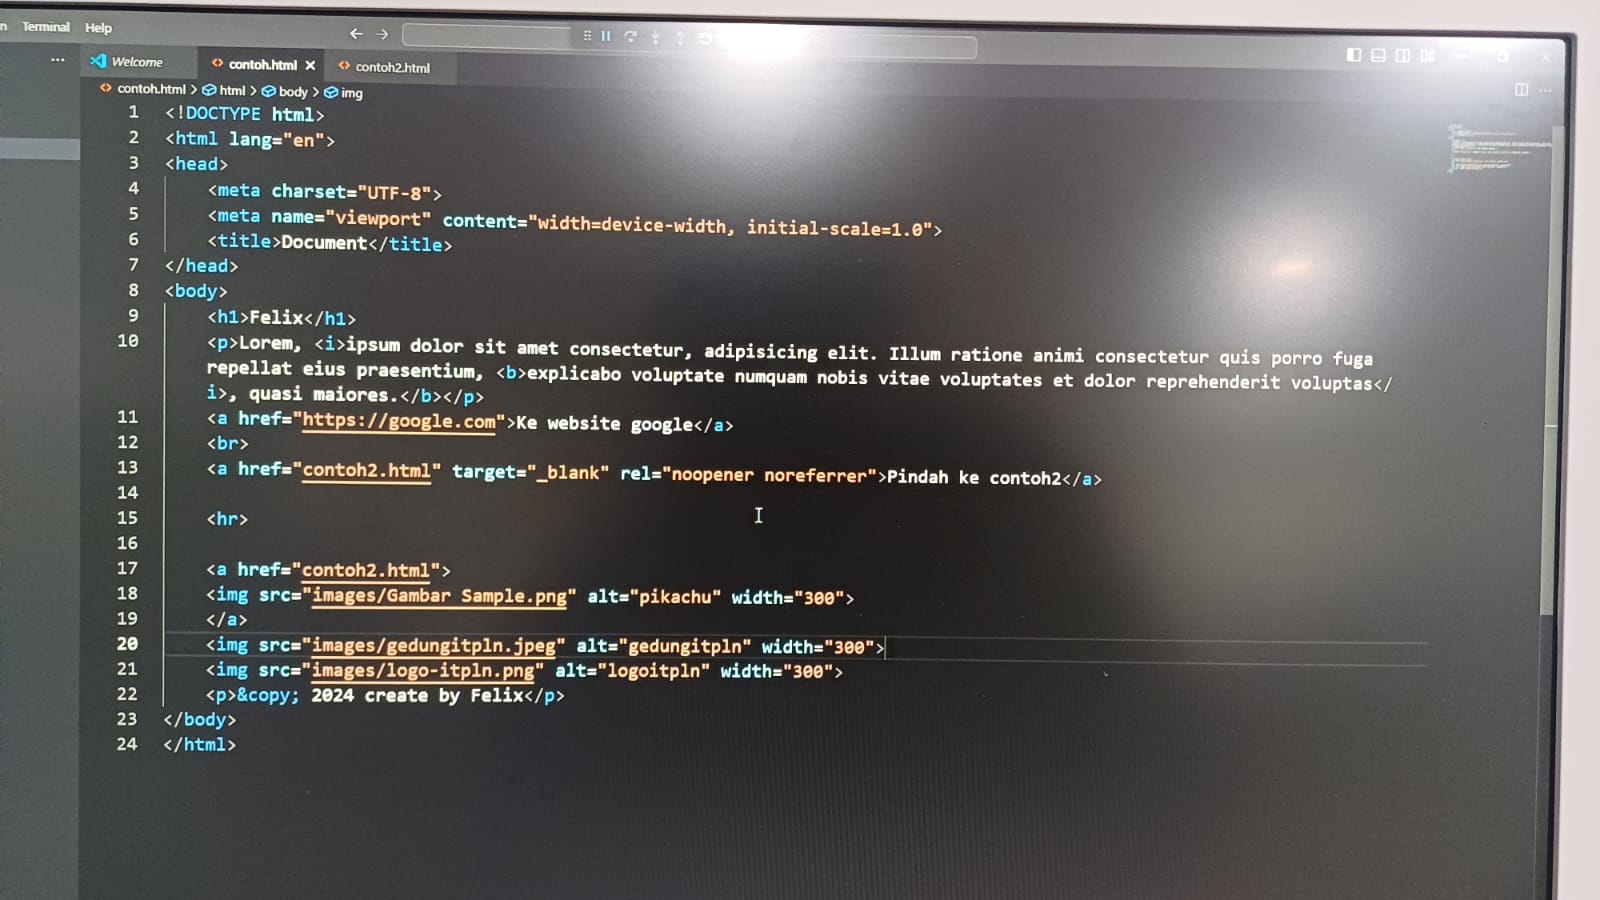 Terminal Help
Welcome contoh.html contoh2.html
contoh.html > html > body > img
1 <!DOCTYPE html>
2 <html lang="en">
3 <head>
4 <meta charset="UTF-8">
5 <meta name="viewport" content="width=device-width, initial-scale=1.0">
6 <title>Document</title>
7 </head>
8 <body>
9 <h1>Felix</h1>
10 <p>Lorem, <i>ipsum dolor sit amet consectetur, adipisicing elit. Illum ratione animi consectetur quis porro fuga
repellat eius praesentium, <b>explicabo voluptate numquam nobis vitae voluptates et dolor reprehenderit voluptas</
i>, quasi maiores.</b></p>
11 <a href="https://google.com">Ke website google</a>
12 <br>
13 <a href="contoh2.html" target="_blank" rel="noopener noreferrer">Pindah ke contoh2</a>
14
15 <hr>
16
17 <a href="contoh2.html">
18 <img src="images/Gambar Sample.png" alt="pikachu" width="300">
19 </a>
20 <img src="images/gedungitpln.jpeg" alt="gedungitpln" width="300">
21 <img src="images/logo-itpln.png" alt="logoitpln" width="300">
22 <p>&copy; 2024 create by Felix</p>
23 </body>
24 </html>